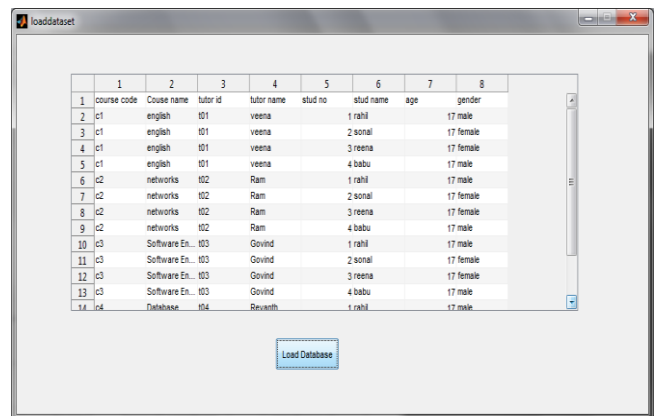 loaddataset
1 2 3 4 5 6 7 8
1 course code Couse name tutor id tutor name stud no stud name age gender
2 c1 english t01 veena 1 rahil 17 male
3 c1 english t01 veena 2 sonal 17 female
4 c1 english t01 veena 3 reena 17 female
5 c1 english t01 veena 4 babu 17 male
6 c2 networks t02 Ram 1 rahil 17 male
7 c2 networks t02 Ram 2 sonal 17 female
8 c2 networks t02 Ram 3 reena 17 female
9 c2 networks t02 Ram 4 babu 17 male
10 c3 Software En... t03 Govind 1 rahil 17 male
11 c3 Software En... t03 Govind 2 sonal 17 female
12 c3 Software En... t03 Govind 3 reena 17 female
13 c3 Software En... t03 Govind 4 babu 17 male
14 c4 Database t04 Revanth 1 rahil 17 male
Load Database